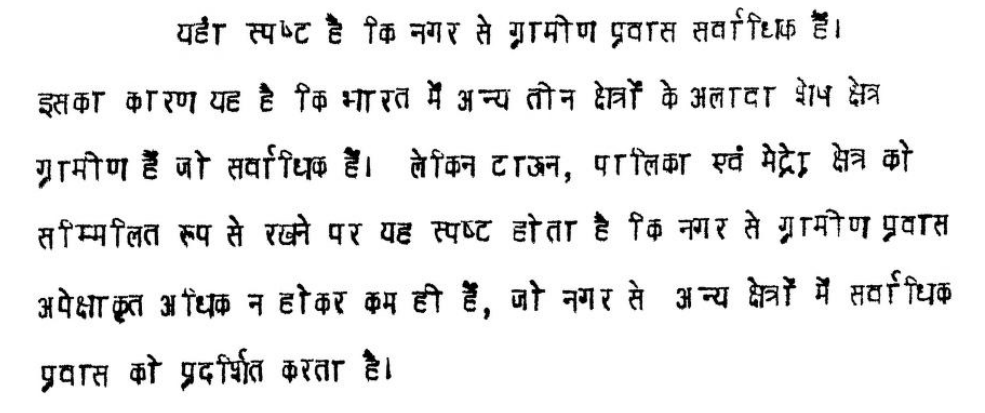 यहां स्पष्ट है कि नगर से ग्रामीण प्रवास सर्वाधिक हैं।
इसका कारण यह है कि भारत में अन्य तीन क्षेत्रों के अलावा शेष क्षेत्र
ग्रामीण हैं जो सर्वाधिक हैं। लेकिन टाऊन, पालिका एवं मेट्रो क्षेत्र को
सम्मिलित रूप से रखने पर यह स्पष्ट होता है कि नगर से ग्रामीण प्रवास
अपेक्षाकृत अधिक न होकर कम ही हैं, जो नगर से अन्य क्षेत्रों में सर्वाधिक
प्रवास को प्रदर्शित करता है।